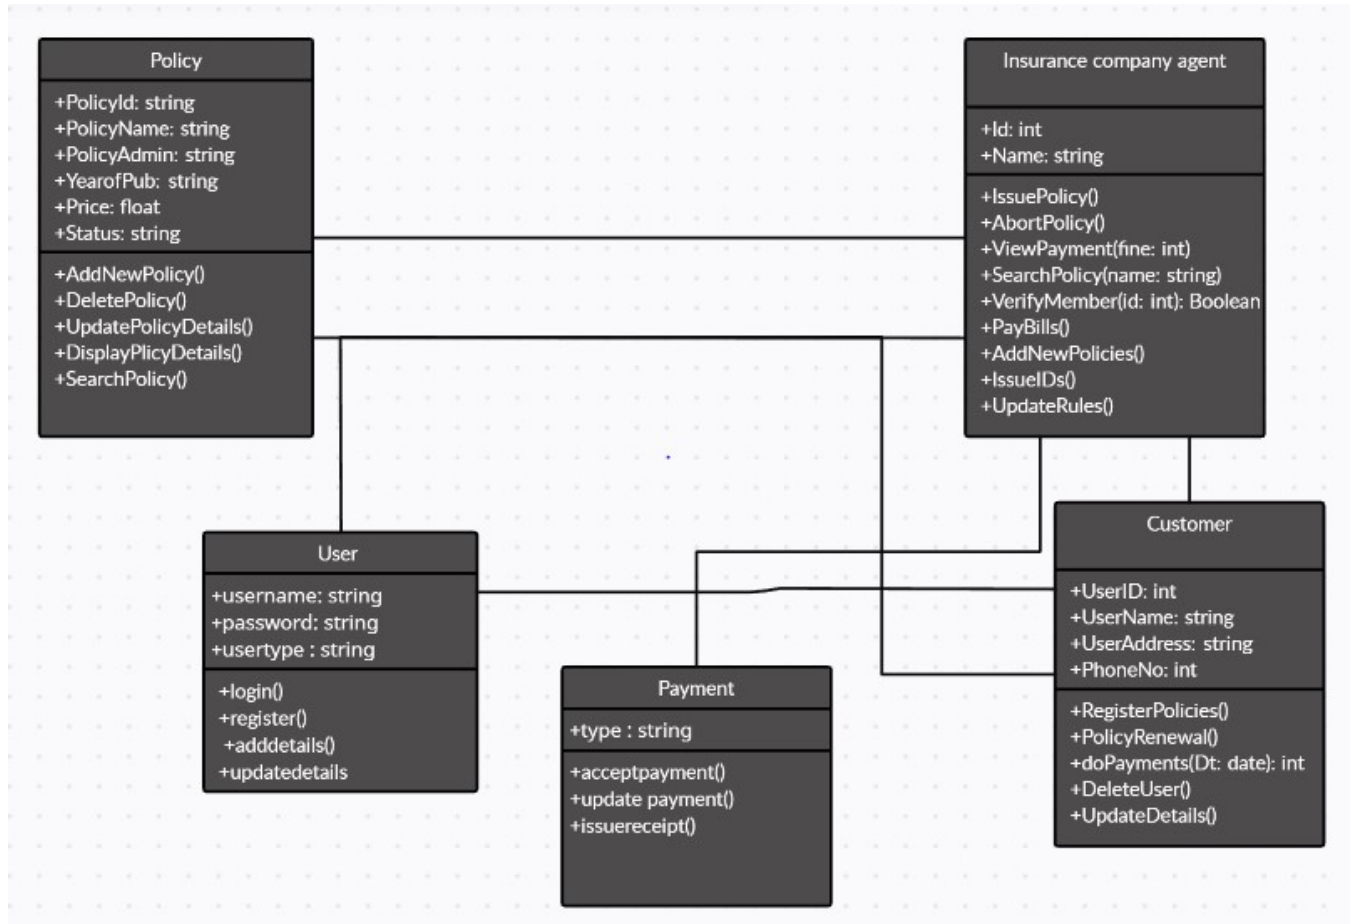 Policy
+PolicyId: string
+PolicyName: string
+PolicyAdmin: string
+YearofPub: string
+Price: float
+Status: string
+AddNewPolicy()
+DeletePolicy()
+UpdatePolicyDetails()
+DisplayPlicyDetails()
+SearchPolicy()
Insurance company agent
+Id: int
+Name: string
+IssuePolicy()
+AbortPolicy()
+ViewPayment(fine: int)
+SearchPolicy(name: string)
+VerifyMember(id: int): Boolean
+PayBills()
+AddNewPolicies()
+IssueIDs()
+UpdateRules()
User
+username: string
+password: string
+usertype : string
+login()
+register()
+adddetails()
+updatedetails
Payment
+type : string
+acceptpayment()
+update payment()
+issuereceipt()
Customer
+UserID: int
+UserName: string
+UserAddress: string
+PhoneNo: int
+RegisterPolicies()
+PolicyRenewal()
+doPayments(Dt: date): int
+DeleteUser()
+UpdateDetails()